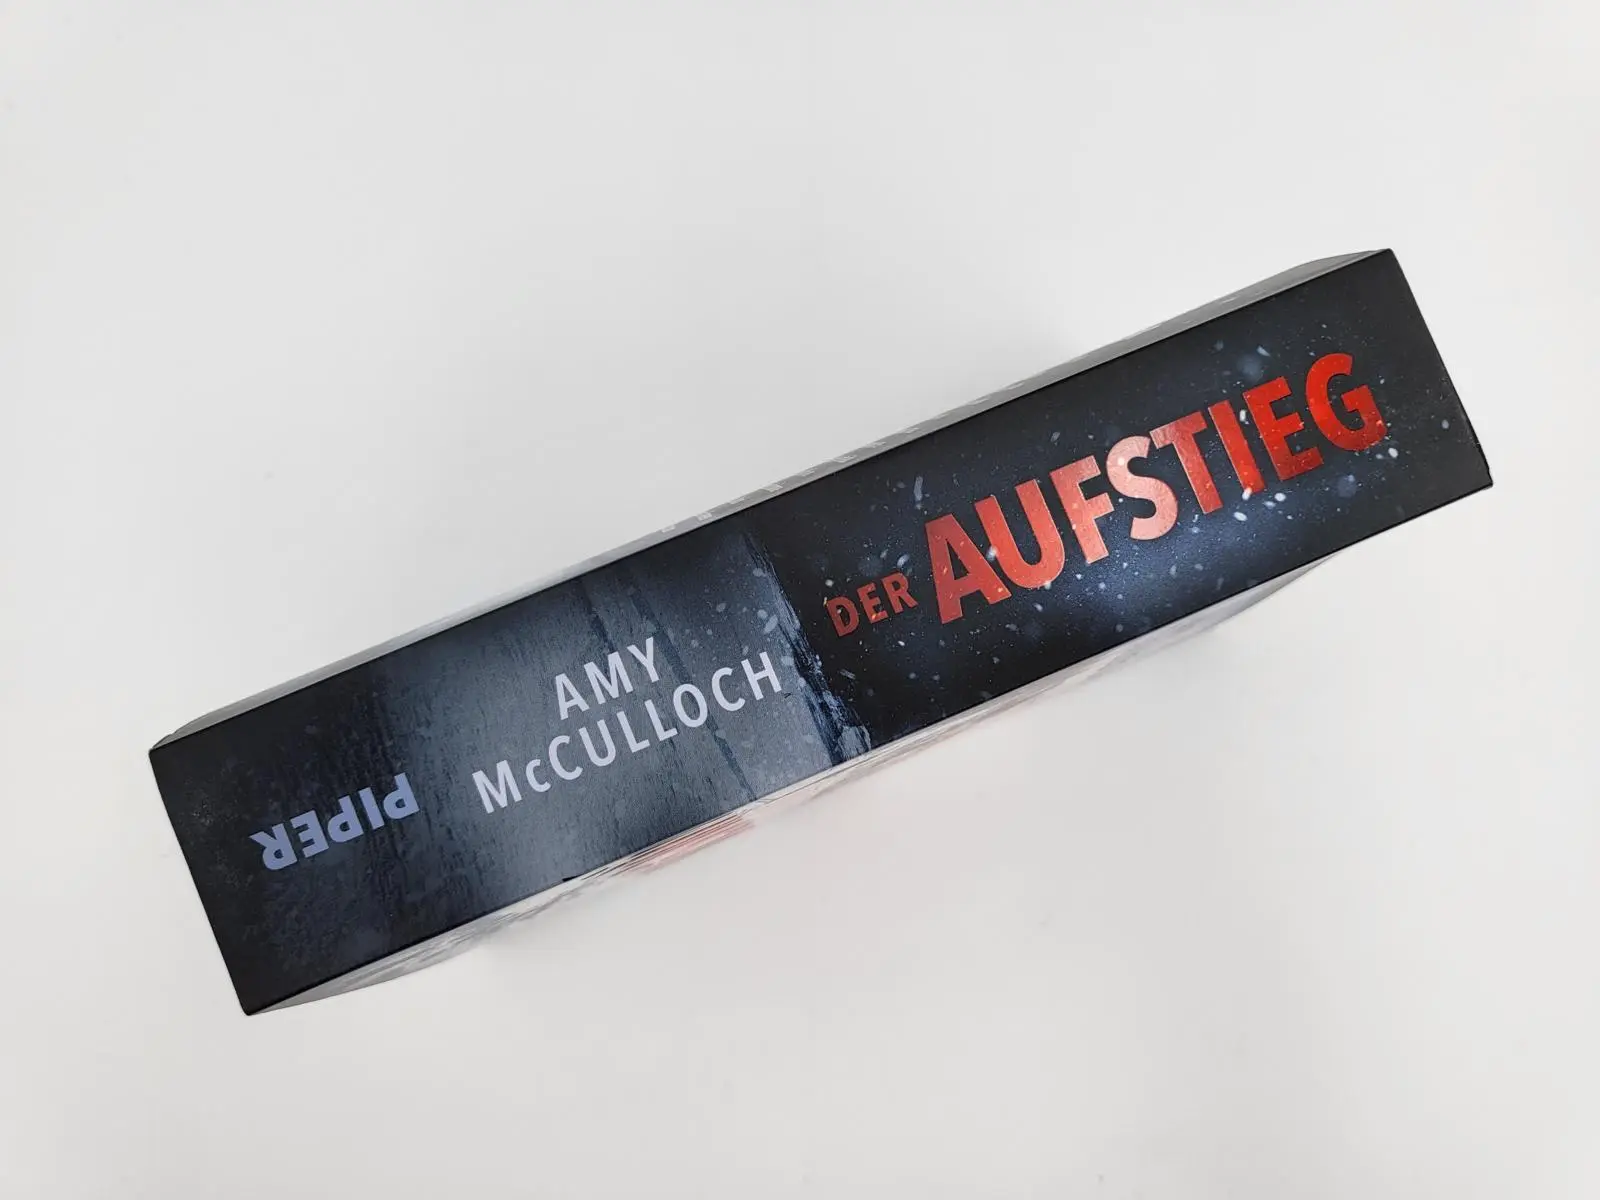 PIPER
AMY
McCULLOCH
DER AUFSTIEG